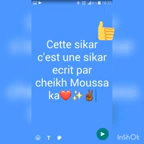 Cette sikar
c'est une sikar
ecrit par
cheikh Moussa
ka❤️✨✌🏿
T
InShOt